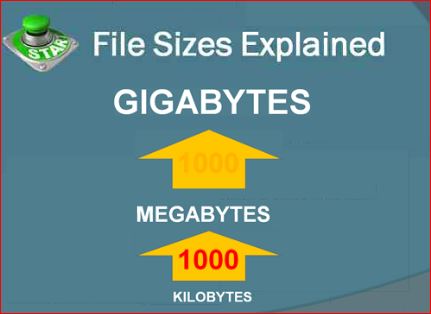 START
File Sizes Explained
GIGABYTES
1000
MEGABYTES
1000
KILOBYTES